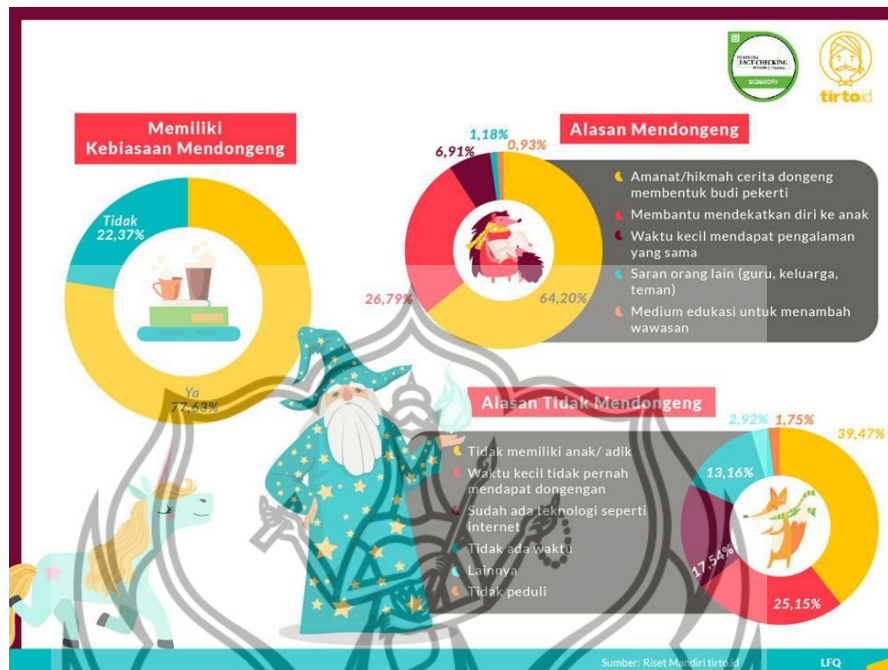 FACT-CHECKING
SIGNATORY
tirto.id
Memiliki
Kebiasaan Mendongeng
Tidak
22,37%
Ya
77,63%
Alasan Mendongeng
1,18%
0,93%
6,91%
26,79%
64,20%
Amanat/hikmah cerita dongeng
membentuk budi pekerti
Membantu mendekatkan diri ke anak
Waktu kecil mendapat pengalaman
yang sama
Saran orang lain (guru, keluarga,
teman)
Medium edukasi untuk menambah
wawasan
Alasan Tidak Mendongeng
Tidak memiliki anak/ adik
Waktu kecil tidak pernah
mendapat dongengan
Sudah ada teknologi seperti
internet
Tidak ada waktu
Lainnya
Tidak peduli
2,92%
1,75%
39,47%
13,16%
17,54%
25,15%
Sumber: Riset Mandiri tirto.id
LFQ